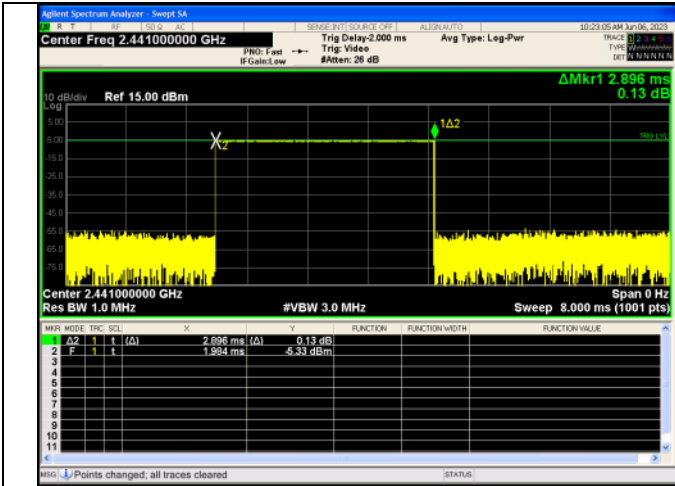 Agilent Spectrum Analyzer - Swept SA
R T RF 50 Ω AC SENSE:INT SOURCE OFF ALIGN AUTO 10:23:05 AM Jun 06, 2023
Center Freq 2.441000000 GHz Trig Delay-2.000 ms Avg Type: Log-Pwr TRACE 1 2 3 4 5 6
PNO: Fast Trig: Video TYPE
IFGain:Low #Atten: 26 dB DET N N N N N N
ΔMkr1 2.896 ms
10 dB/div Ref 15.00 dBm 0.13 dB
Log
5.00
1Δ2
-5.00 X2 TRIG LVL
-15.0
-25.0
-35.0
-45.0
-55.0
-65.0
-75.0
Center 2.441000000 GHz Span 0 Hz
Res BW 1.0 MHz #VBW 3.0 MHz Sweep 8.000 ms (1001 pts)
MKR MODE TRC SCL X Y FUNCTION FUNCTION WIDTH FUNCTION VALUE
1 Δ2 1 t (Δ) 2.896 ms (Δ) 0.13 dB
2 F 1 t 1.984 ms -5.33 dBm
3
4
5
6
7
8
9
10
11
MSG Points changed; all traces cleared STATUS